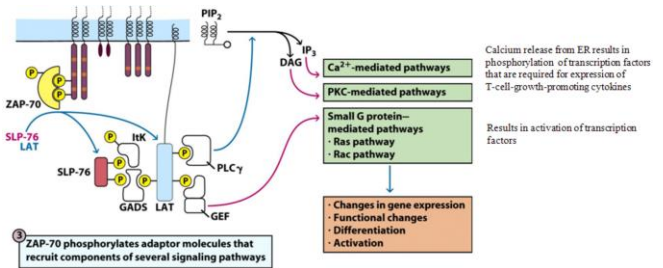 PIP2
IP3
DAG
Ca2+-mediated pathways
PKC-mediated pathways
Small G protein–
mediated pathways
· Ras pathway
· Rac pathway
· Changes in gene expression
· Functional changes
· Differentiation
· Activation
Calcium release from ER results in
phosphorylation of transcription factors
that are required for expression of
T-cell-growth-promoting cytokines
Results in activation of transcription
factors
P
P
P
P
ZAP-70
SLP-76
LAT
ItK
P
P
P
SLP-76
P
P
GADS
LAT
P
P
PLCγ
GEF
3
ZAP-70 phosphorylates adaptor molecules that
recruit components of several signaling pathways